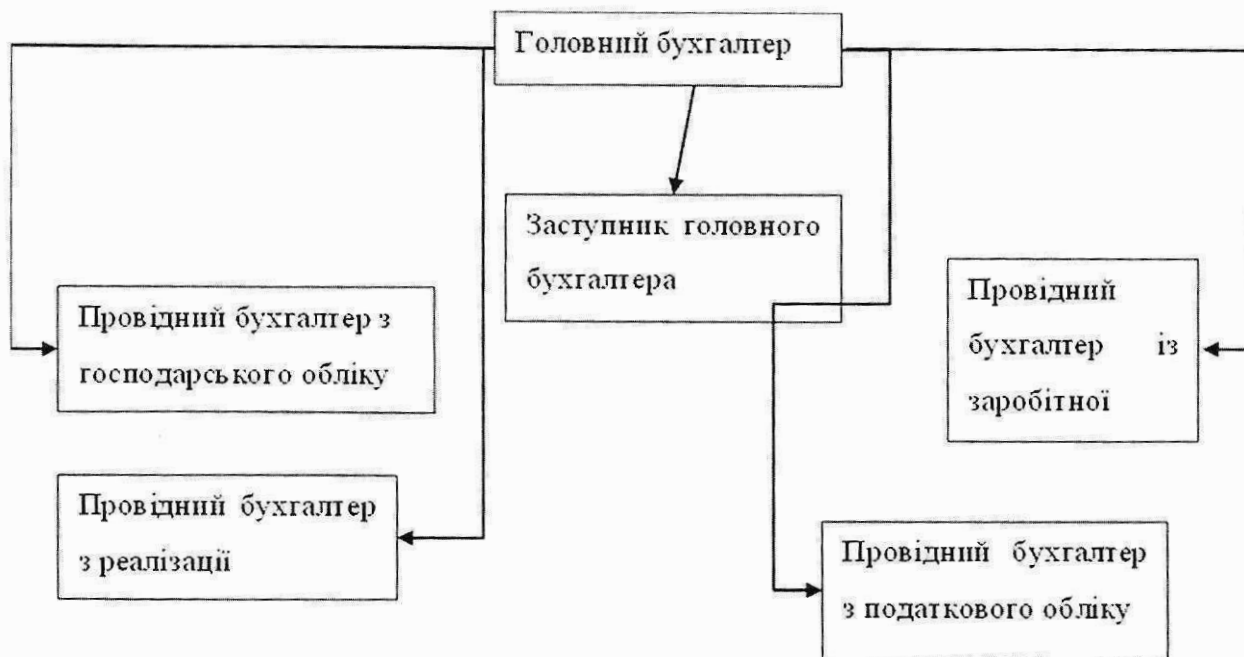 Головний бухгалтер
Заступник головного
бухгалтера
Провідний бухгалтер з
господарського обліку
Провідний
бухгалтер із
заробітної
Провідний бухгалтер
з реалізації
Провідний бухгалтер
з податкового обліку